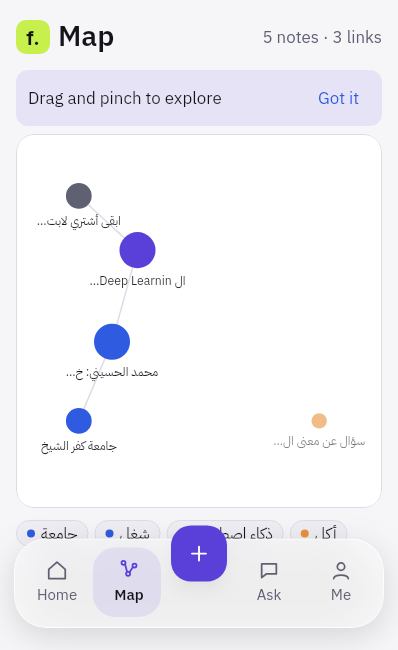 f. Map
5 notes · 3 links
Drag and pinch to explore
Got it
ابقى أشتري لابت...
ال Deep Learnin...
محمد الحسيني: خ...
جامعة كفر الشيخ
سؤال عن معنى ال...
جامعة
شغل
ذكاء
أكل
+
Home
Map
Ask
Me